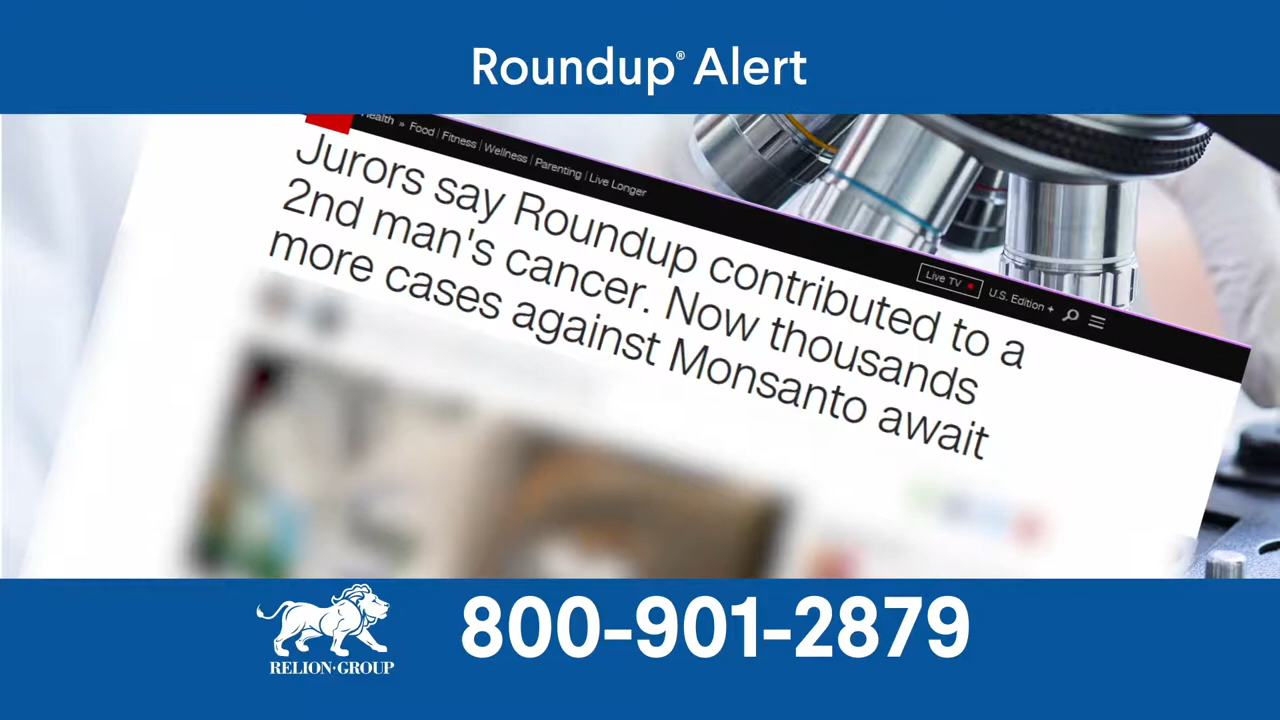 Roundup® Alert
Health » Food | Fitness | Wellness | Parenting | Live Longer
Live TV U.S. Edition +
Jurors say Roundup contributed to a
2nd man's cancer. Now thousands
more cases against Monsanto await
RELION·GROUP
800-901-2879